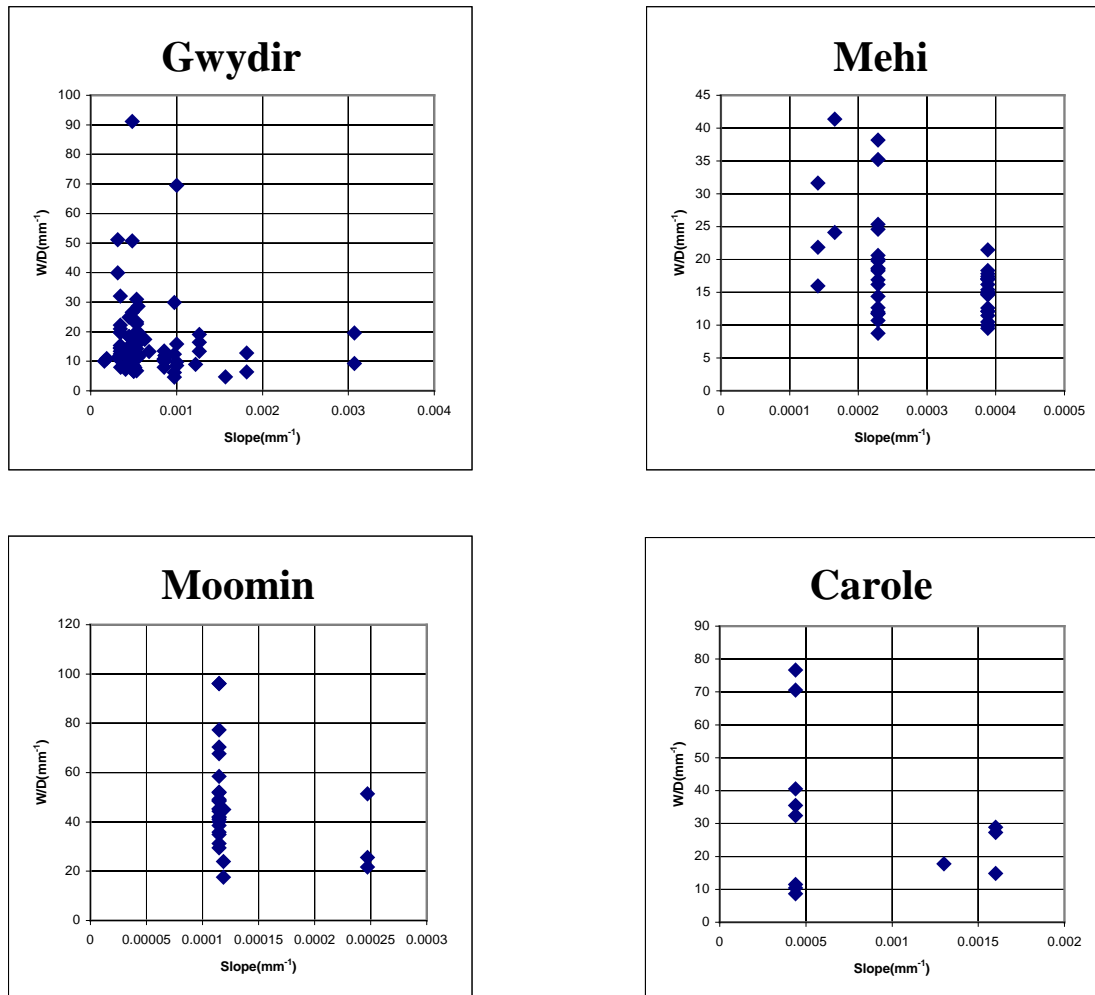 Gwydir
100
90
80
70
60
50
40
30
20
10
0
W/D(mm⁻¹)
0 0.001 0.002 0.003 0.004
Slope(mm⁻¹)
Mehi
45
40
35
30
25
20
15
10
5
0
W/D(mm⁻¹)
0 0.0001 0.0002 0.0003 0.0004 0.0005
Slope(mm⁻¹)
Moomin
120
100
80
60
40
20
0
W/D(mm⁻¹)
0 0.00005 0.0001 0.00015 0.0002 0.00025 0.0003
Slope(mm⁻¹)
Carole
90
80
70
60
50
40
30
20
10
0
W/D(mm⁻¹)
0 0.0005 0.001 0.0015 0.002
Slope(mm⁻¹)